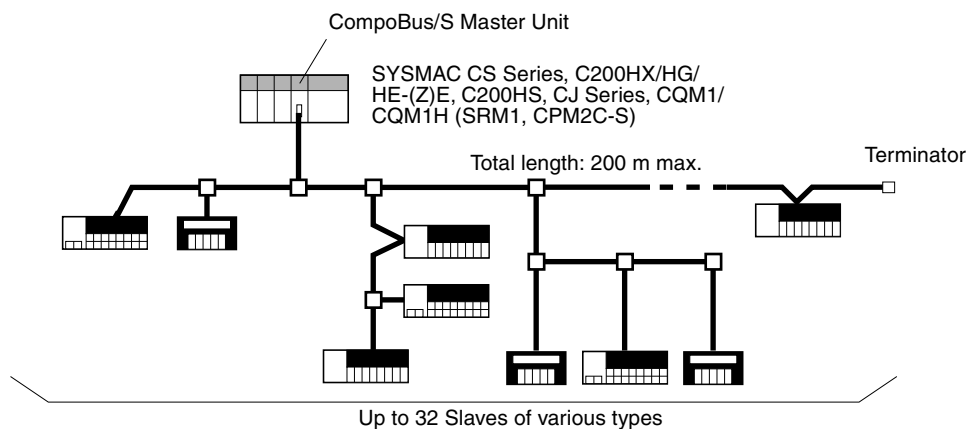 CompoBus/S Master Unit
SYSMAC CS Series, C200HX/HG/
HE-(Z)E, C200HS, CJ Series, CQM1/
CQM1H (SRM1, CPM2C-S)
Total length: 200 m max.
Terminator
Up to 32 Slaves of various types